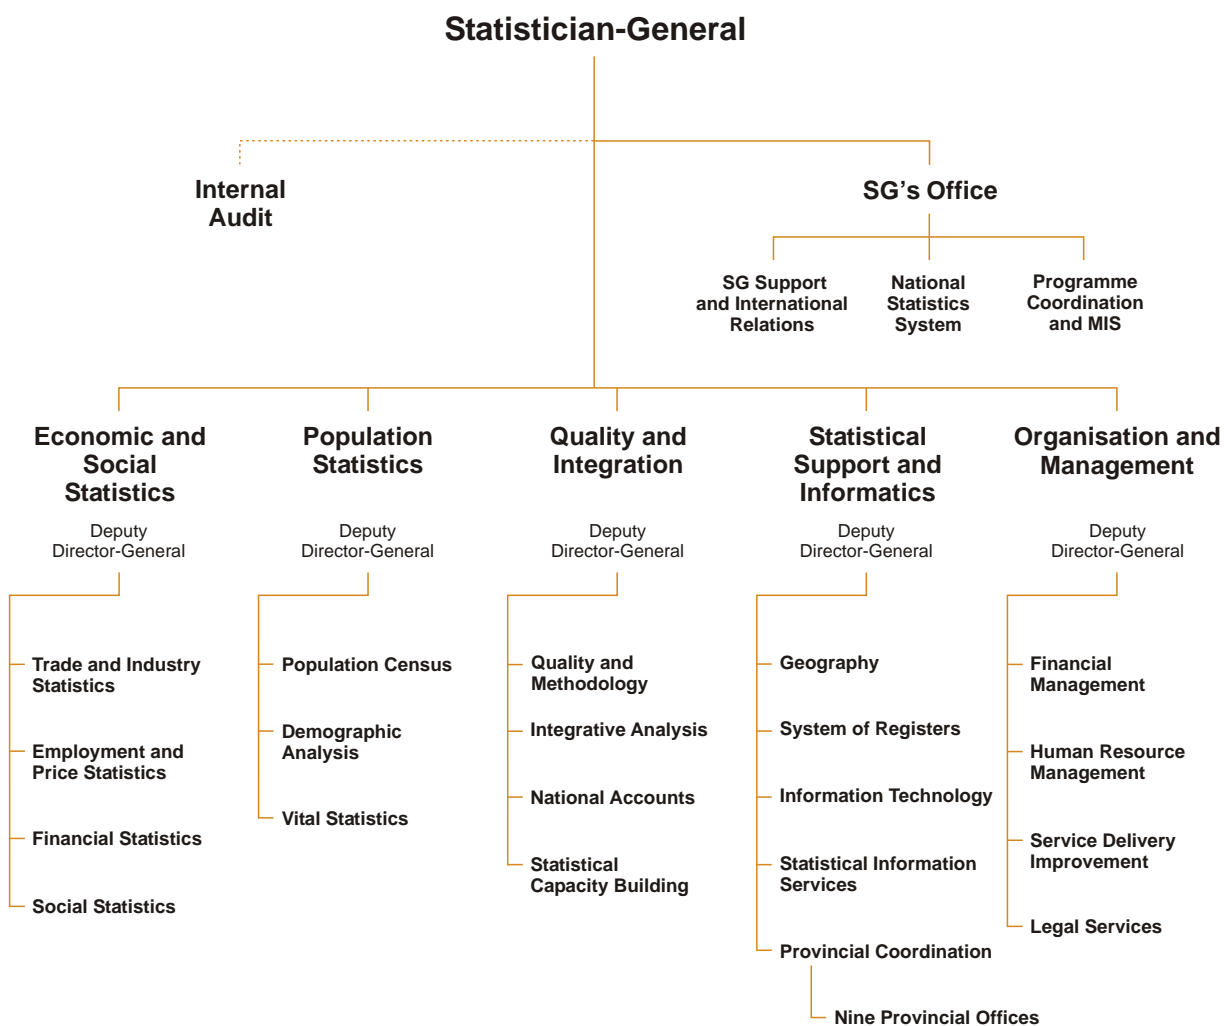 Statistician-General
Internal
Audit
SG's Office
SG Support
and International
Relations
National
Statistics
System
Programme
Coordination
and MIS
Economic and
Social
Statistics
Deputy
Director-General
Trade and Industry
Statistics
Employment and
Price Statistics
Financial Statistics
Social Statistics
Population
Statistics
Deputy
Director-General
Population Census
Demographic
Analysis
Vital Statistics
Quality and
Integration
Deputy
Director-General
Quality and
Methodology
Integrative Analysis
National Accounts
Statistical
Capacity Building
Statistical
Support and
Informatics
Deputy
Director-General
Geography
System of Registers
Information Technology
Statistical Information
Services
Provincial Coordination
Nine Provincial Offices
Organisation and
Management
Deputy
Director-General
Financial
Management
Human Resource
Management
Service Delivery
Improvement
Legal Services